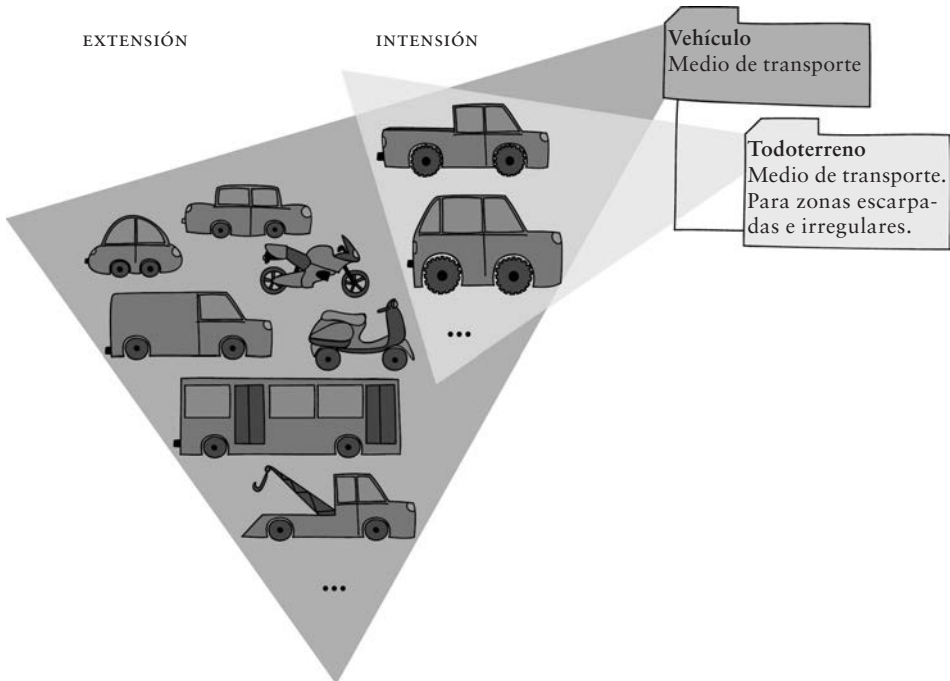 EXTENSIÓN
INTENSIÓN
Vehículo
Medio de transporte
Todoterreno
Medio de transporte.
Para zonas escarpa-
das e irregulares.
...
...